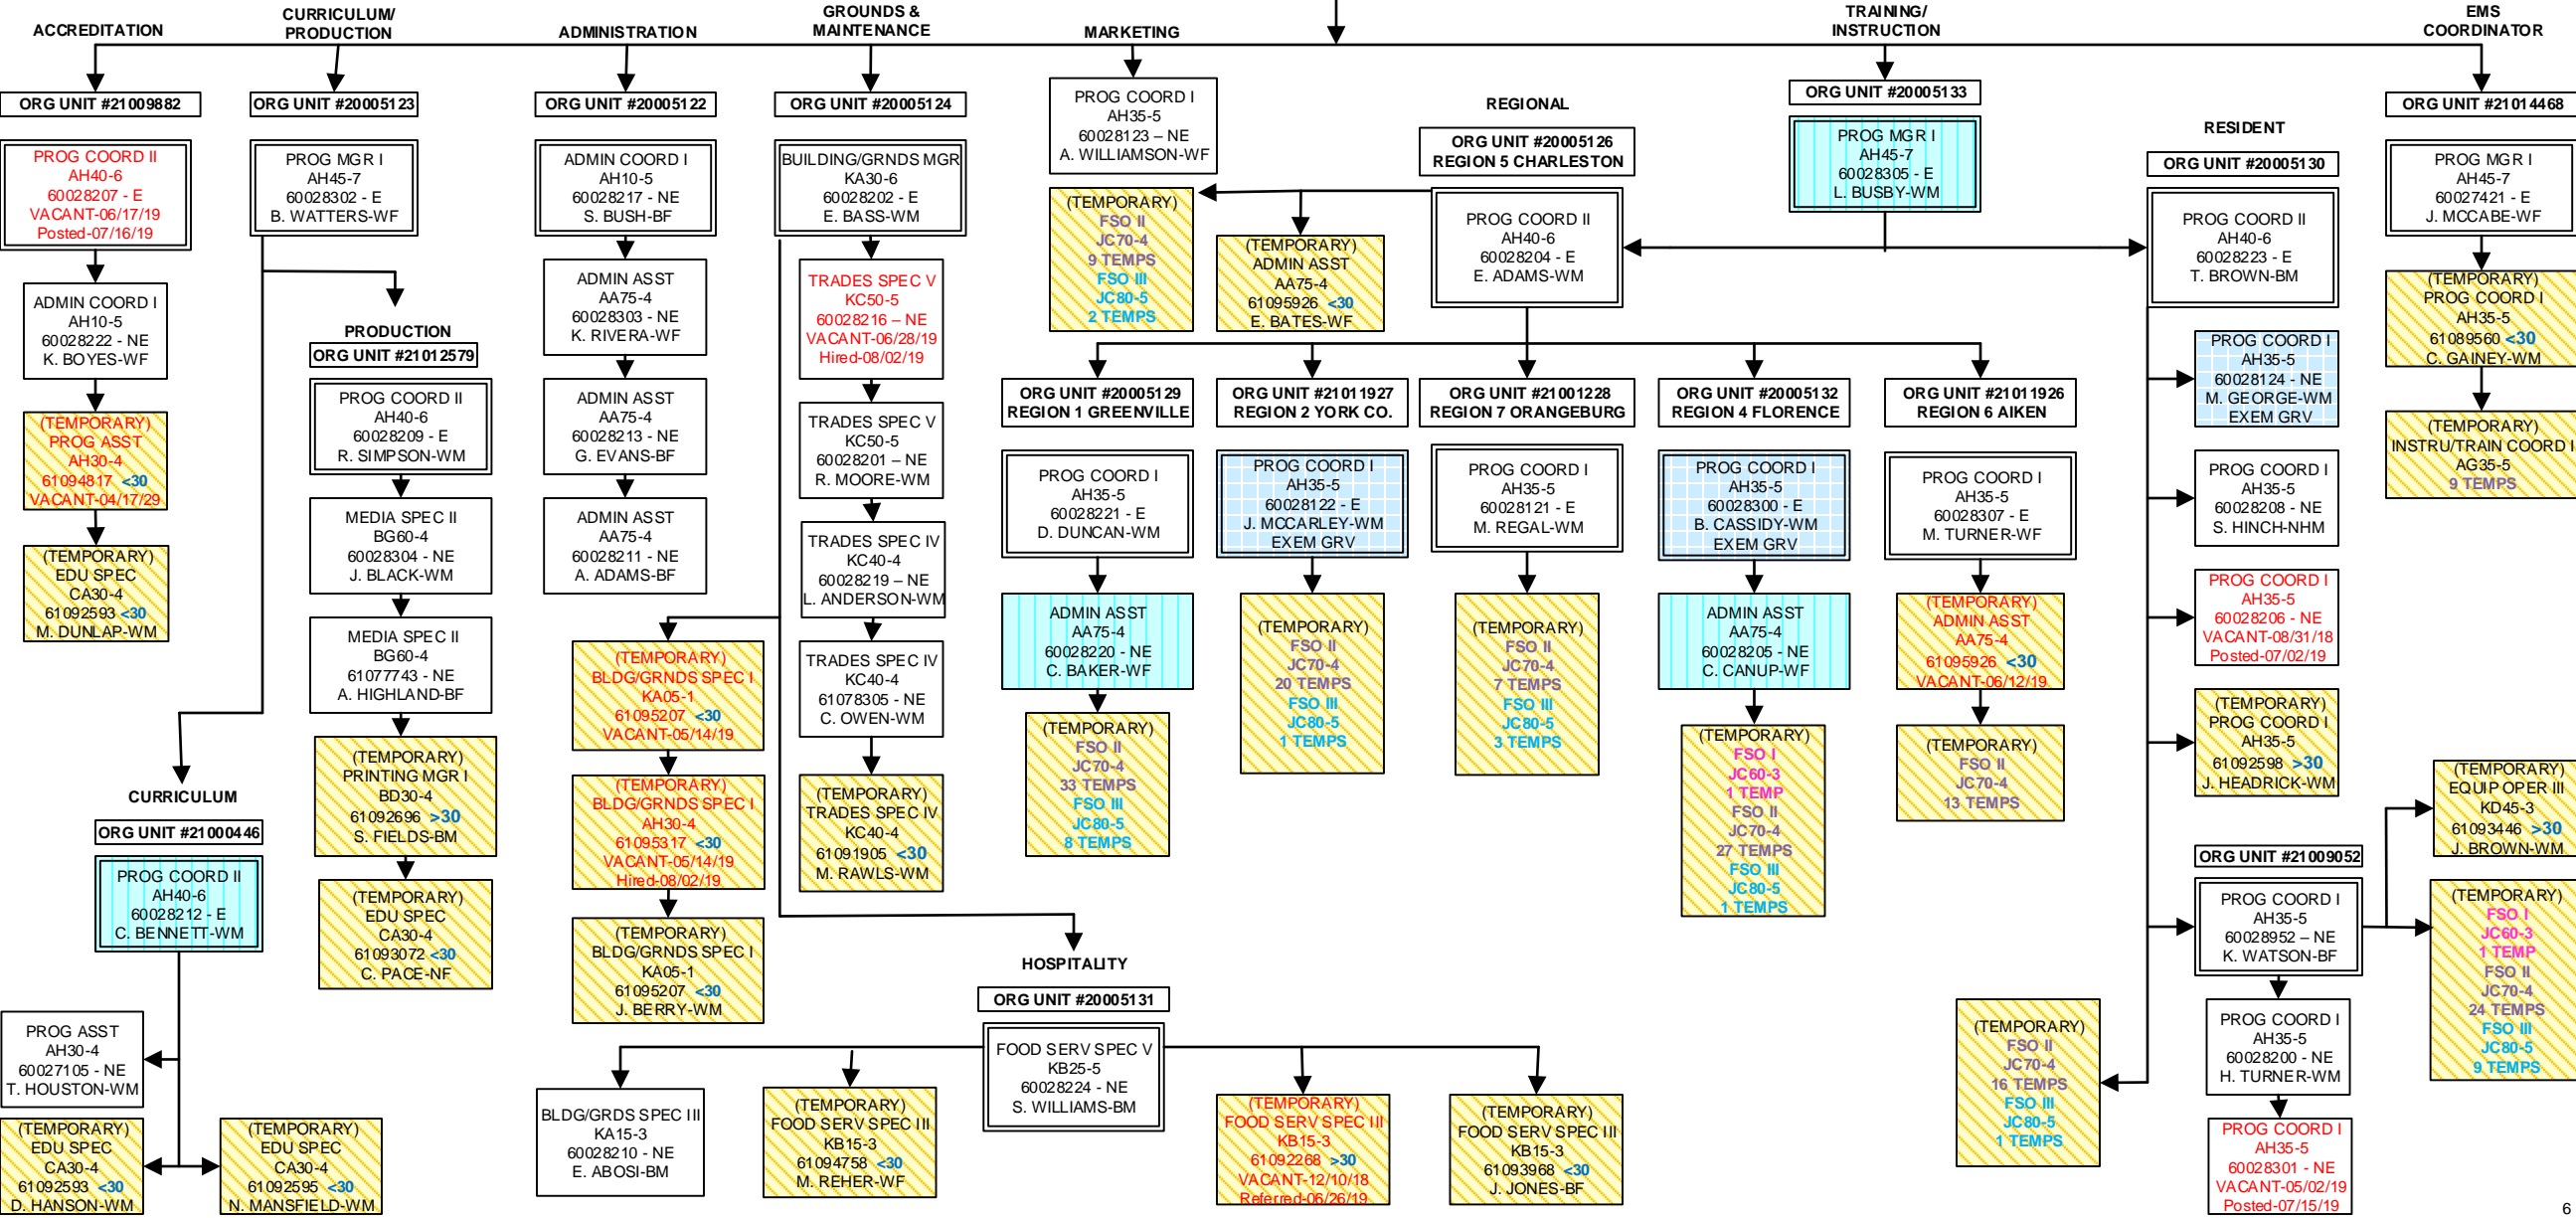 ACCREDITATION
ORG UNIT #21009882
PROG COORD II
AH40-6
60028207 - E
VACANT-06/17/19
Posted-07/16/19
ADMIN COORD I
AH10-5
60028222 - NE
K. BOYES-WF
(TEMPORARY)
PROG ASST
AH30-4
61094817 <30
VACANT-04/17/29
(TEMPORARY)
EDU SPEC
CA30-4
61092593 <30
M. DUNLAP-WM
CURRICULUM/
PRODUCTION
ORG UNIT #20005123
PROG MGR I
AH45-7
60028302 - E
B. WATTERS-WF
PRODUCTION
ORG UNIT #21012579
PROG COORD II
AH40-6
60028209 - E
R. SIMPSON-WM
MEDIA SPEC II
BG60-4
60028304 - NE
J. BLACK-WM
MEDIA SPEC II
BG60-4
61077743 - NE
A. HIGHLAND-BF
(TEMPORARY)
PRINTING MGR I
BD30-4
61092696 >30
S. FIELDS-BM
(TEMPORARY)
EDU SPEC
CA30-4
61093072 <30
C. PACE-NF
CURRICULUM
ORG UNIT #21000446
PROG COORD II
AH40-6
60028212 - E
C. BENNETT-WM
PROG ASST
AH30-4
60027105 - NE
T. HOUSTON-WM
(TEMPORARY)
EDU SPEC
CA30-4
61092593 <30
D. HANSON-WM
(TEMPORARY)
EDU SPEC
CA30-4
61092595 <30
N. MANSFIELD-WM
ADMINISTRATION
ORG UNIT #20005122
ADMIN COORD I
AH10-5
60028217 - NE
S. BUSH-BF
ADMIN ASST
AA75-4
60028303 - NE
K. RIVERA-WF
ADMIN ASST
AA75-4
60028213 - NE
G. EVANS-BF
ADMIN ASST
AA75-4
60028211 - NE
A. ADAMS-BF
GROUNDS &
MAINTENANCE
ORG UNIT #20005124
BUILDING/GRNDS MGR
KA30-6
60028202 - E
E. BASS-WM
TRADES SPEC V
KC50-5
60028216 – NE
VACANT-06/28/19
Hired-08/02/19
TRADES SPEC V
KC50-5
60028201 – NE
R. MOORE-WM
TRADES SPEC IV
KC40-4
60028219 – NE
L. ANDERSON-WM
TRADES SPEC IV
KC40-4
61078305 - NE
C. OWEN-WM
(TEMPORARY)
TRADES SPEC IV
KC40-4
61091905 <30
M. RAWLS-WM
(TEMPORARY)
BLDG/GRNDS SPEC I
KA05-1
61095207 <30
VACANT-05/14/19
(TEMPORARY)
BLDG/GRNDS SPEC I
AH30-4
61095317 <30
VACANT-05/14/19
Hired-08/02/19
(TEMPORARY)
BLDG/GRNDS SPEC I
KA05-1
61095207 <30
J. BERRY-WM
HOSPITALITY
ORG UNIT #20005131
FOOD SERV SPEC V
KB25-5
60028224 - NE
S. WILLIAMS-BM
BLDG/GRDS SPEC III
KA15-3
60028210 - NE
E. ABOSI-BM
(TEMPORARY)
FOOD SERV SPEC III
KB15-3
61094758 <30
M. REHER-WF
(TEMPORARY)
FOOD SERV SPEC III
KB15-3
61092268 >30
VACANT-12/10/18
Referred-06/26/19
(TEMPORARY)
FOOD SERV SPEC III
KB15-3
61093968 <30
J. JONES-BF
MARKETING
PROG COORD I
AH35-5
60028123 – NE
A. WILLIAMSON-WF
TRAINING/
INSTRUCTION
ORG UNIT #20005133
PROG MGR I
AH45-7
60028305 - E
L. BUSBY-WM
REGIONAL
ORG UNIT #20005126
REGION 5 CHARLESTON
PROG COORD II
AH40-6
60028204 - E
E. ADAMS-WM
(TEMPORARY)
FSO II
JC70-4
9 TEMPS
FSO III
JC80-5
2 TEMPS
(TEMPORARY)
ADMIN ASST
AA75-4
61095926 <30
E. BATES-WF
ORG UNIT #20005129
REGION 1 GREENVILLE
PROG COORD I
AH35-5
60028221 - E
D. DUNCAN-WM
ADMIN ASST
AA75-4
60028220 - NE
C. BAKER-WF
(TEMPORARY)
FSO II
JC70-4
33 TEMPS
FSO III
JC80-5
8 TEMPS
ORG UNIT #21011927
REGION 2 YORK CO.
PROG COORD I
AH35-5
60028122 - E
J. MCCARLEY-WM
EXEM GRV
(TEMPORARY)
FSO II
JC70-4
20 TEMPS
FSO III
JC80-5
1 TEMPS
ORG UNIT #21001228
REGION 7 ORANGEBURG
PROG COORD I
AH35-5
60028121 - E
M. REGAL-WM
(TEMPORARY)
FSO II
JC70-4
7 TEMPS
FSO III
JC80-5
3 TEMPS
ORG UNIT #20005132
REGION 4 FLORENCE
PROG COORD I
AH35-5
60028300 - E
B. CASSIDY-WM
EXEM GRV
ADMIN ASST
AA75-4
60028205 - NE
C. CANUP-WF
(TEMPORARY)
FSO I
JC60-3
1 TEMP
FSO II
JC70-4
27 TEMPS
FSO III
JC80-5
1 TEMPS
ORG UNIT #21011926
REGION 6 AIKEN
PROG COORD I
AH35-5
60028307 - E
M. TURNER-WF
(TEMPORARY)
ADMIN ASST
AA75-4
61095926 <30
VACANT-06/12/19
(TEMPORARY)
FSO II
JC70-4
13 TEMPS
RESIDENT
ORG UNIT #20005130
PROG COORD II
AH40-6
60028223 - E
T. BROWN-BM
PROG COORD I
AH35-5
60028124 - NE
M. GEORGE-WM
EXEM GRV
PROG COORD I
AH35-5
60028208 - NE
S. HINCH-NHM
PROG COORD I
AH35-5
60028206 - NE
VACANT-08/31/18
Posted-07/02/19
(TEMPORARY)
PROG COORD I
AH35-5
61092598 >30
J. HEADRICK-WM
ORG UNIT #21009052
PROG COORD I
AH35-5
60028952 – NE
K. WATSON-BF
PROG COORD I
AH35-5
60028200 - NE
H. TURNER-WM
PROG COORD I
AH35-5
60028301 - NE
VACANT-05/02/19
Posted-07/15/19
(TEMPORARY)
FSO II
JC70-4
16 TEMPS
FSO III
JC80-5
1 TEMPS
(TEMPORARY)
EQUIP OPER III
KD45-3
61093446 >30
J. BROWN-WM
(TEMPORARY)
FSO I
JC60-3
1 TEMP
FSO II
JC70-4
24 TEMPS
FSO III
JC80-5
9 TEMPS
EMS
COORDINATOR
ORG UNIT #21014468
PROG MGR I
AH45-7
60027421 - E
J. MCCABE-WF
(TEMPORARY)
PROG COORD I
AH35-5
61089560 <30
C. GAINEY-WM
(TEMPORARY)
INSTRU/TRAIN COORD I
AG35-5
9 TEMPS
6